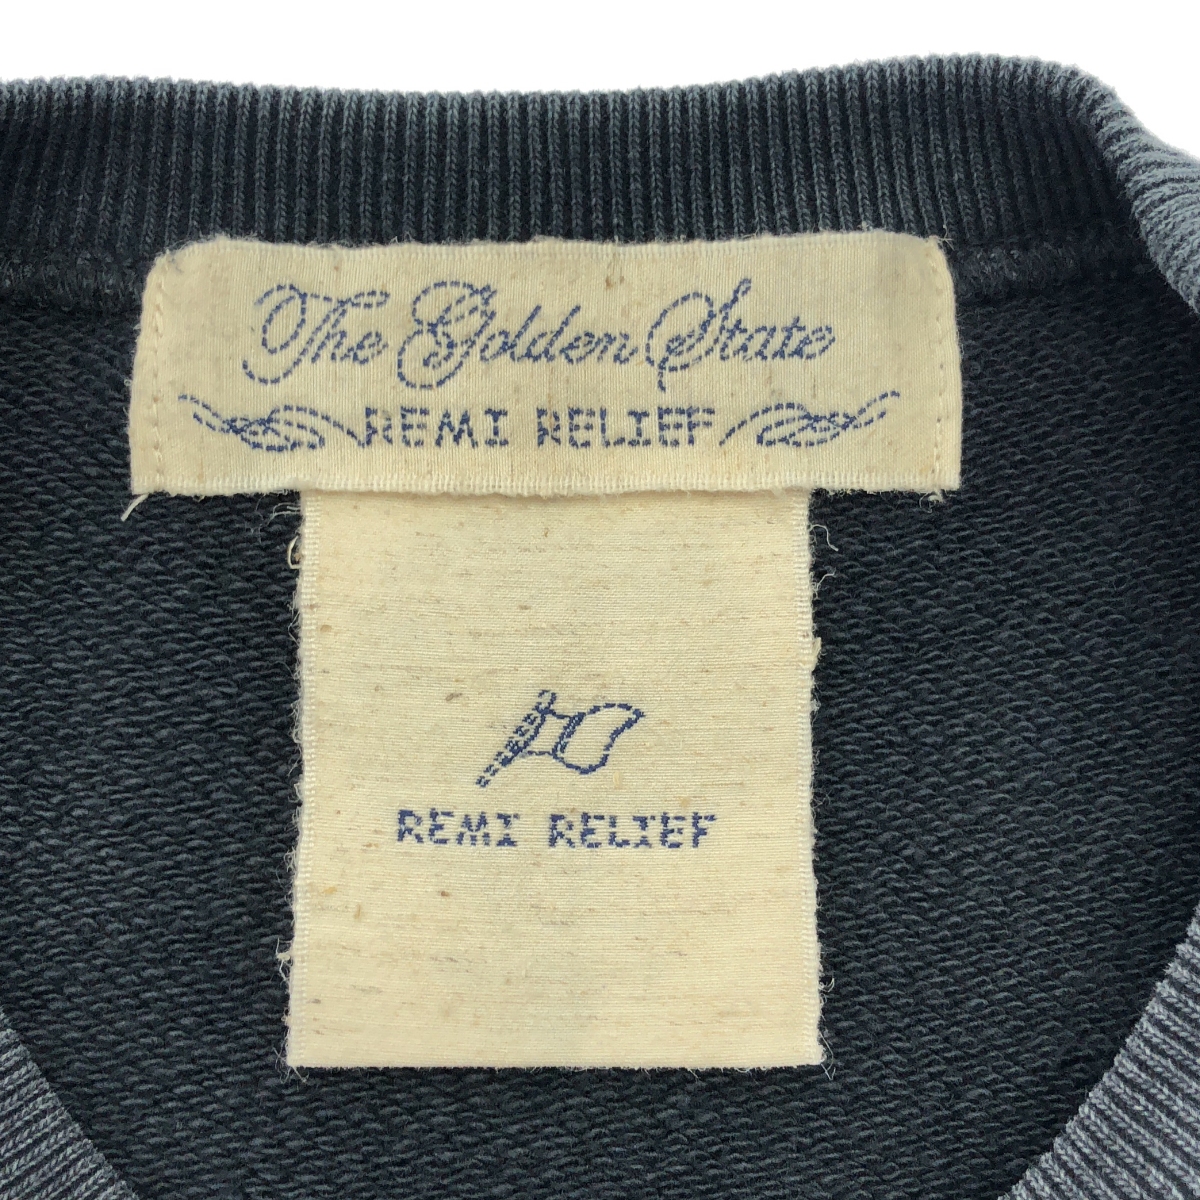 The Golden State
REMI RELIEF
REMI RELIEF